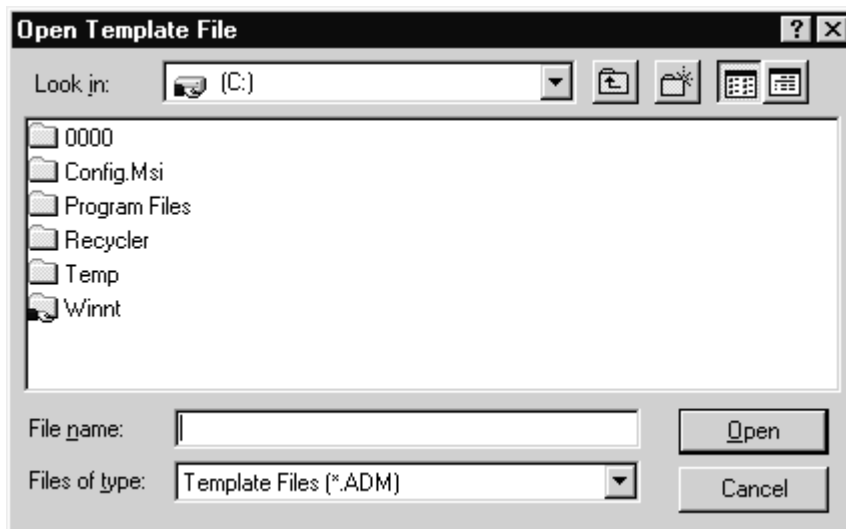 Open Template File
Look in:
(C:)
0000
Config.Msi
Program Files
Recycler
Temp
Winnt
File name:
Open
Files of type:
Template Files (*.ADM)
Cancel